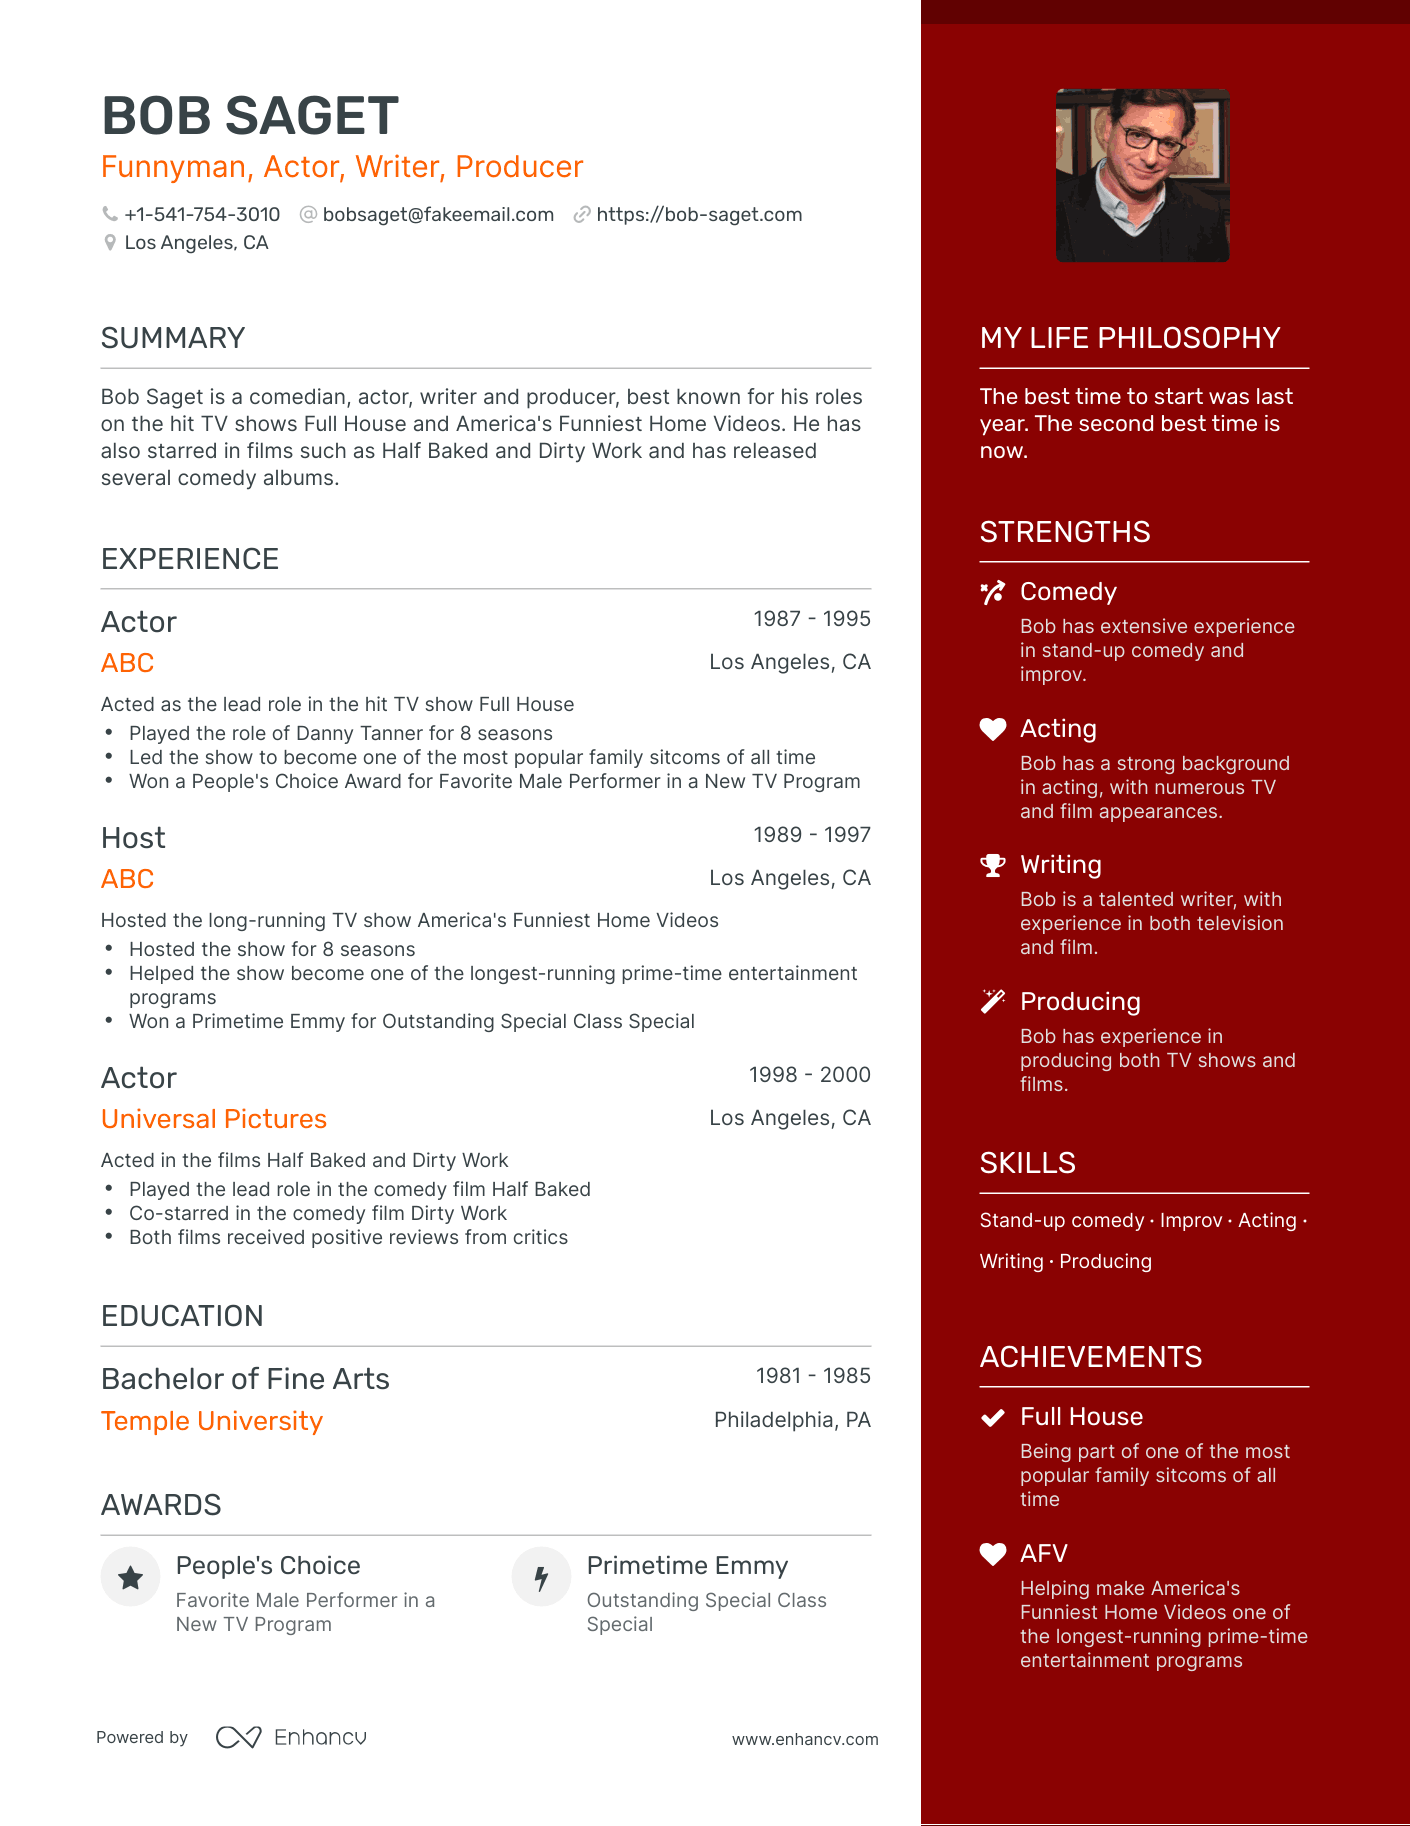 BOB SAGET
Funnyman, Actor, Writer, Producer
+1-541-754-3010 @ bobsaget@fakeemail.com https://bob-saget.com
Los Angeles, CA
SUMMARY
Bob Saget is a comedian, actor, writer and producer, best known for his roles
on the hit TV shows Full House and America's Funniest Home Videos. He has
also starred in films such as Half Baked and Dirty Work and has released
several comedy albums.
EXPERIENCE
Actor 1987 - 1995
ABC Los Angeles, CA
Acted as the lead role in the hit TV show Full House
• Played the role of Danny Tanner for 8 seasons
• Led the show to become one of the most popular family sitcoms of all time
• Won a People's Choice Award for Favorite Male Performer in a New TV Program
Host 1989 - 1997
ABC Los Angeles, CA
Hosted the long-running TV show America's Funniest Home Videos
• Hosted the show for 8 seasons
• Helped the show become one of the longest-running prime-time entertainment
programs
• Won a Primetime Emmy for Outstanding Special Class Special
Actor 1998 - 2000
Universal Pictures Los Angeles, CA
Acted in the films Half Baked and Dirty Work
• Played the lead role in the comedy film Half Baked
• Co-starred in the comedy film Dirty Work
• Both films received positive reviews from critics
EDUCATION
Bachelor of Fine Arts 1981 - 1985
Temple University Philadelphia, PA
AWARDS
People's Choice
Favorite Male Performer in a
New TV Program
Primetime Emmy
Outstanding Special Class
Special
Powered by Enhancv www.enhancv.com
MY LIFE PHILOSOPHY
The best time to start was last
year. The second best time is
now.
STRENGTHS
Comedy
Bob has extensive experience
in stand-up comedy and
improv.
Acting
Bob has a strong background
in acting, with numerous TV
and film appearances.
Writing
Bob is a talented writer, with
experience in both television
and film.
Producing
Bob has experience in
producing both TV shows and
films.
SKILLS
Stand-up comedy · Improv · Acting ·
Writing · Producing
ACHIEVEMENTS
Full House
Being part of one of the most
popular family sitcoms of all
time
AFV
Helping make America's
Funniest Home Videos one of
the longest-running prime-time
entertainment programs